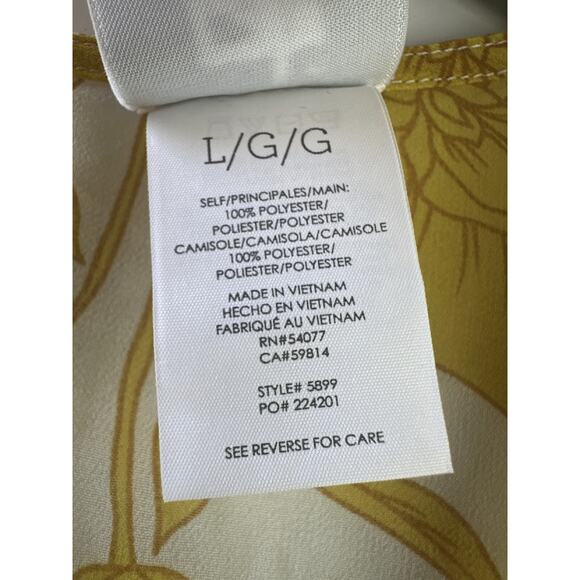 L/G/G
SELF/PRINCIPALES/MAIN:
100% POLYESTER/
POLIESTER/POLYESTER
CAMISOLE/CAMISOLA/CAMISOLE
100% POLYESTER/
POLIESTER/POLYESTER
MADE IN VIETNAM
HECHO EN VIETNAM
FABRIQUÉ AU VIETNAM
RN#54077
CA#59814
STYLE# 5899
PO# 224201
SEE REVERSE FOR CARE